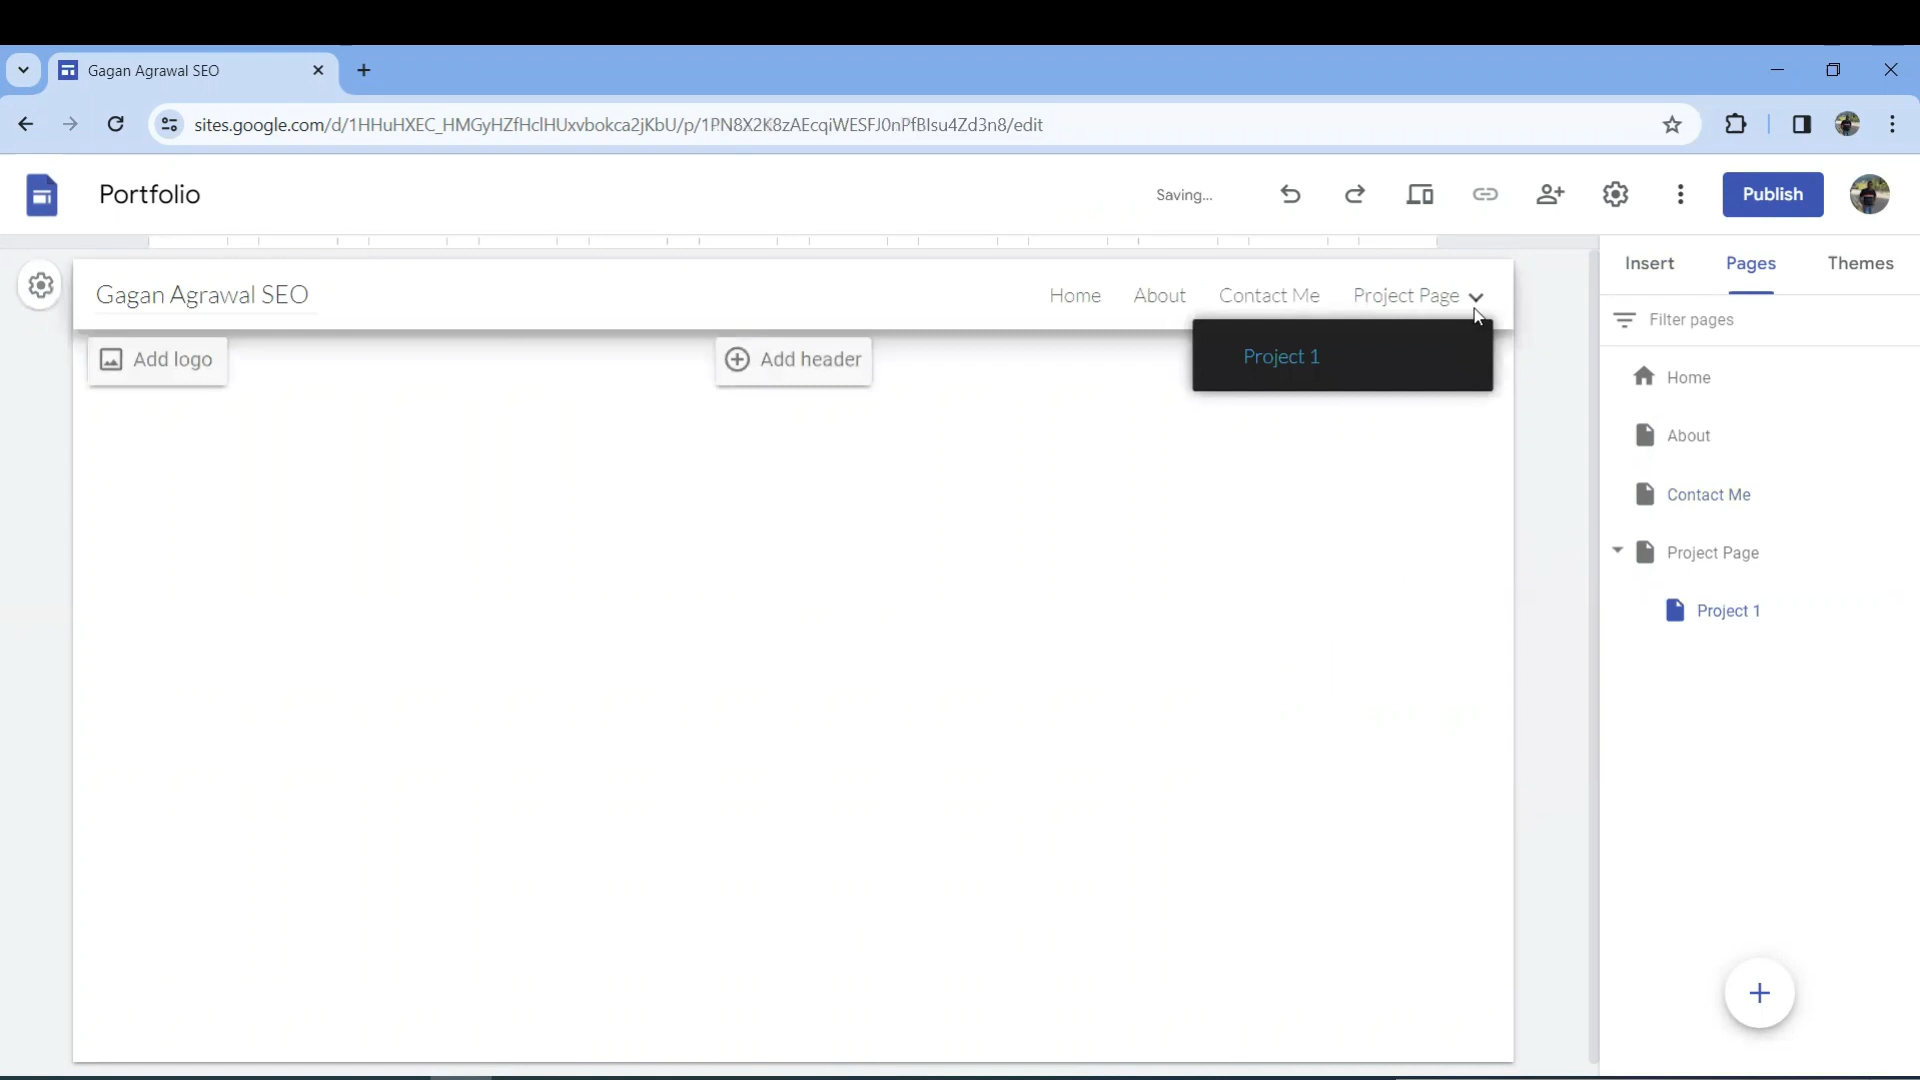 Gagan Agrawal SEO
sites.google.com/d/1HHuHXEC_HMGyHZfHclHUxvbokca2jKbU/p/1PN8X2K8zAEcqiWESFJ0nPfBIsu4Zd3n8/edit
Portfolio
Saving...
Publish
Insert Pages Themes
Gagan Agrawal SEO
Home About Contact Me Project Page
Filter pages
Add logo
Add header
Project 1
Home
About
Contact Me
Project Page
Project 1